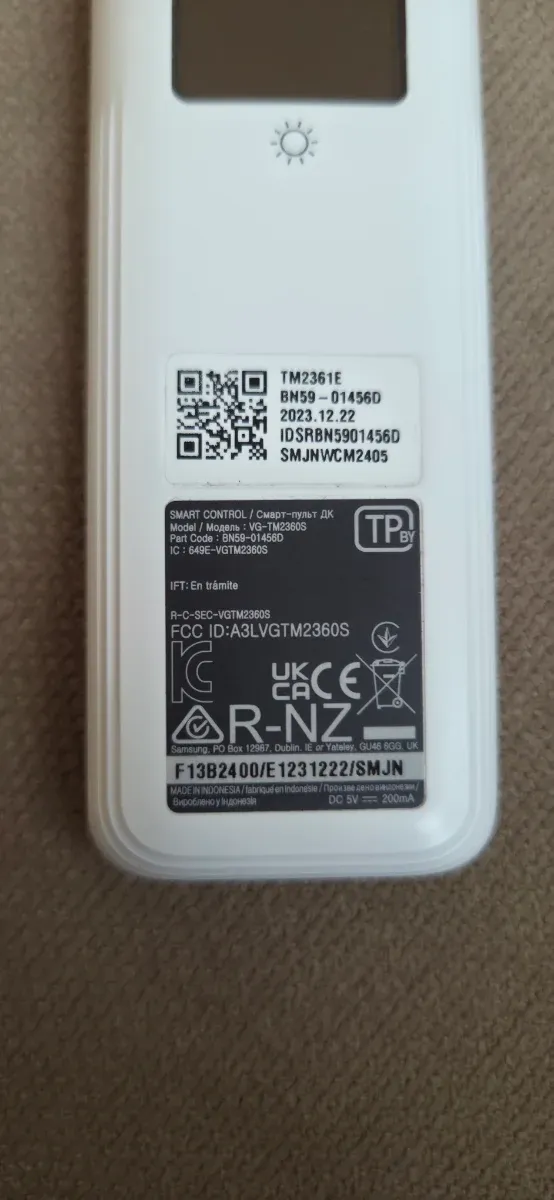 TM2361E
BN59-01456D
2023.12.22
IDSRBN5901456D
SMJNWCM2405
SMART CONTROL / Смарт-пульт ДК
Model / Модель : VG-TM2360S
Part Code : BN59-01456D
IC : 649E-VGTM2360S
TP BY
IFT: En trámite
R-C-SEC-VGTM2360S
FCC ID:A3LVGTM2360S
UK CA CE
R-NZ
Samsung, PO Box 12987, Dublin. IE or Yateley, GU46 6GG, UK
F13B2400/E1231222/SMJN
MADE IN INDONESIA / fabriqué en Indonésie / Произведено в Индонезии /
Вироблено у Індонезія
DC 5V ⎓ 200mA